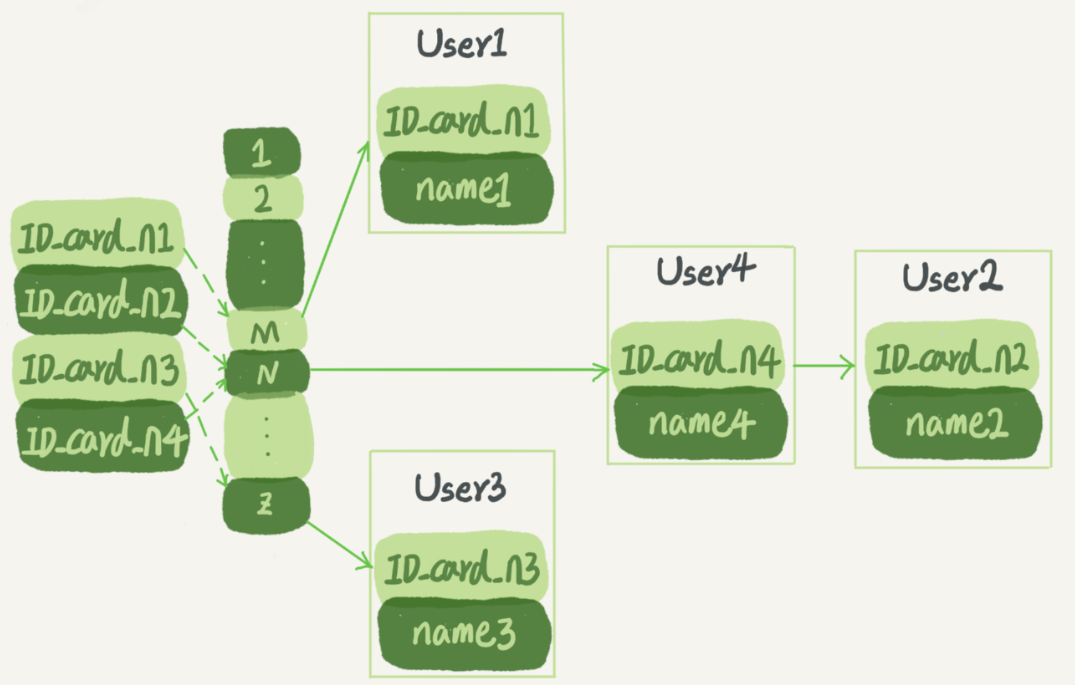 ID_card_n1
ID_card_n2
ID_card_n3
ID_card_n4
1
2
M
N
Z
User1
ID_card_n1
name1
User4
ID_card_n4
name4
User2
ID_card_n2
name2
User3
ID_card_n3
name3